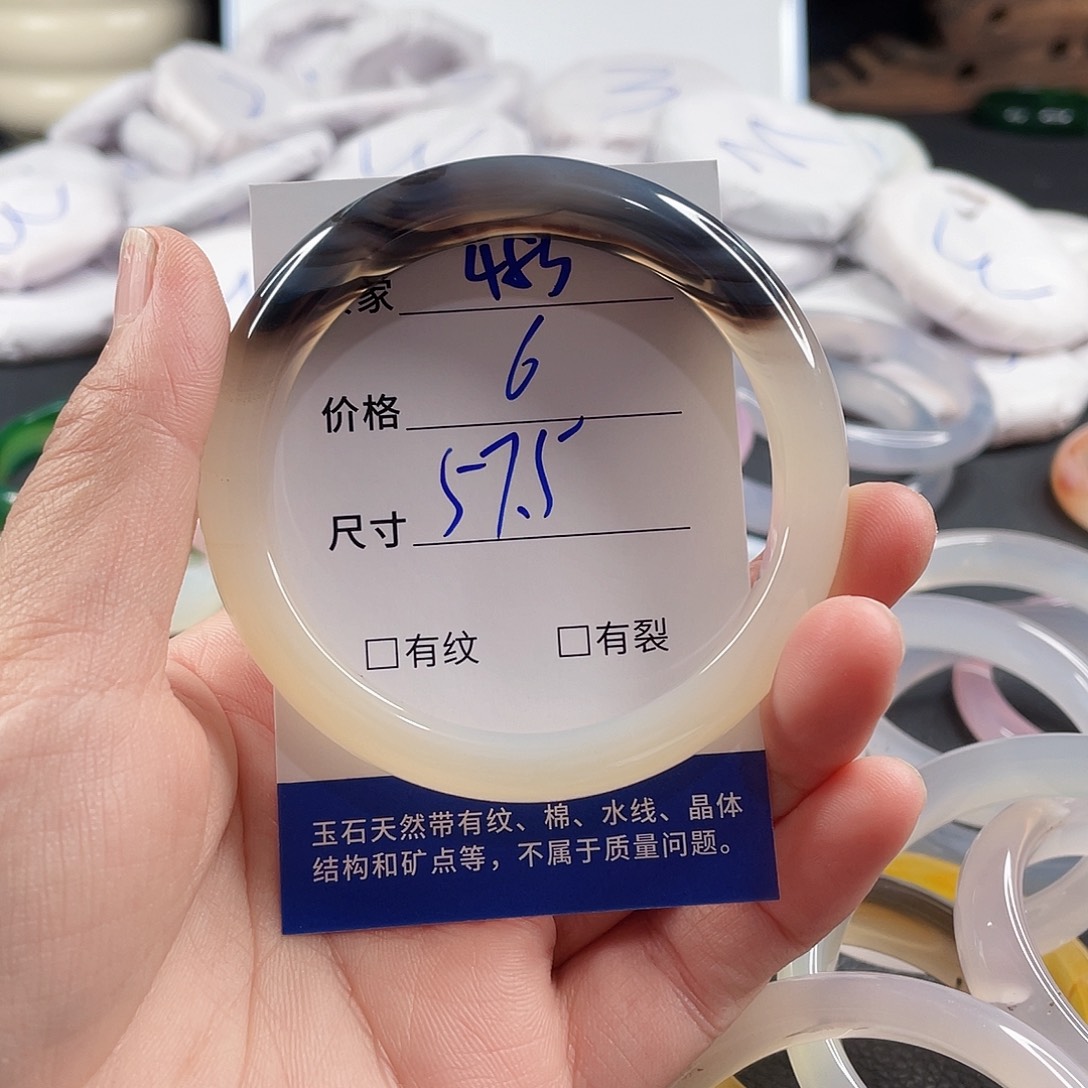 家 485
价格 6
尺寸 57.5
□有纹 □有裂
玉石天然带有纹、棉、水线、晶体
结构和矿点等，不属于质量问题。